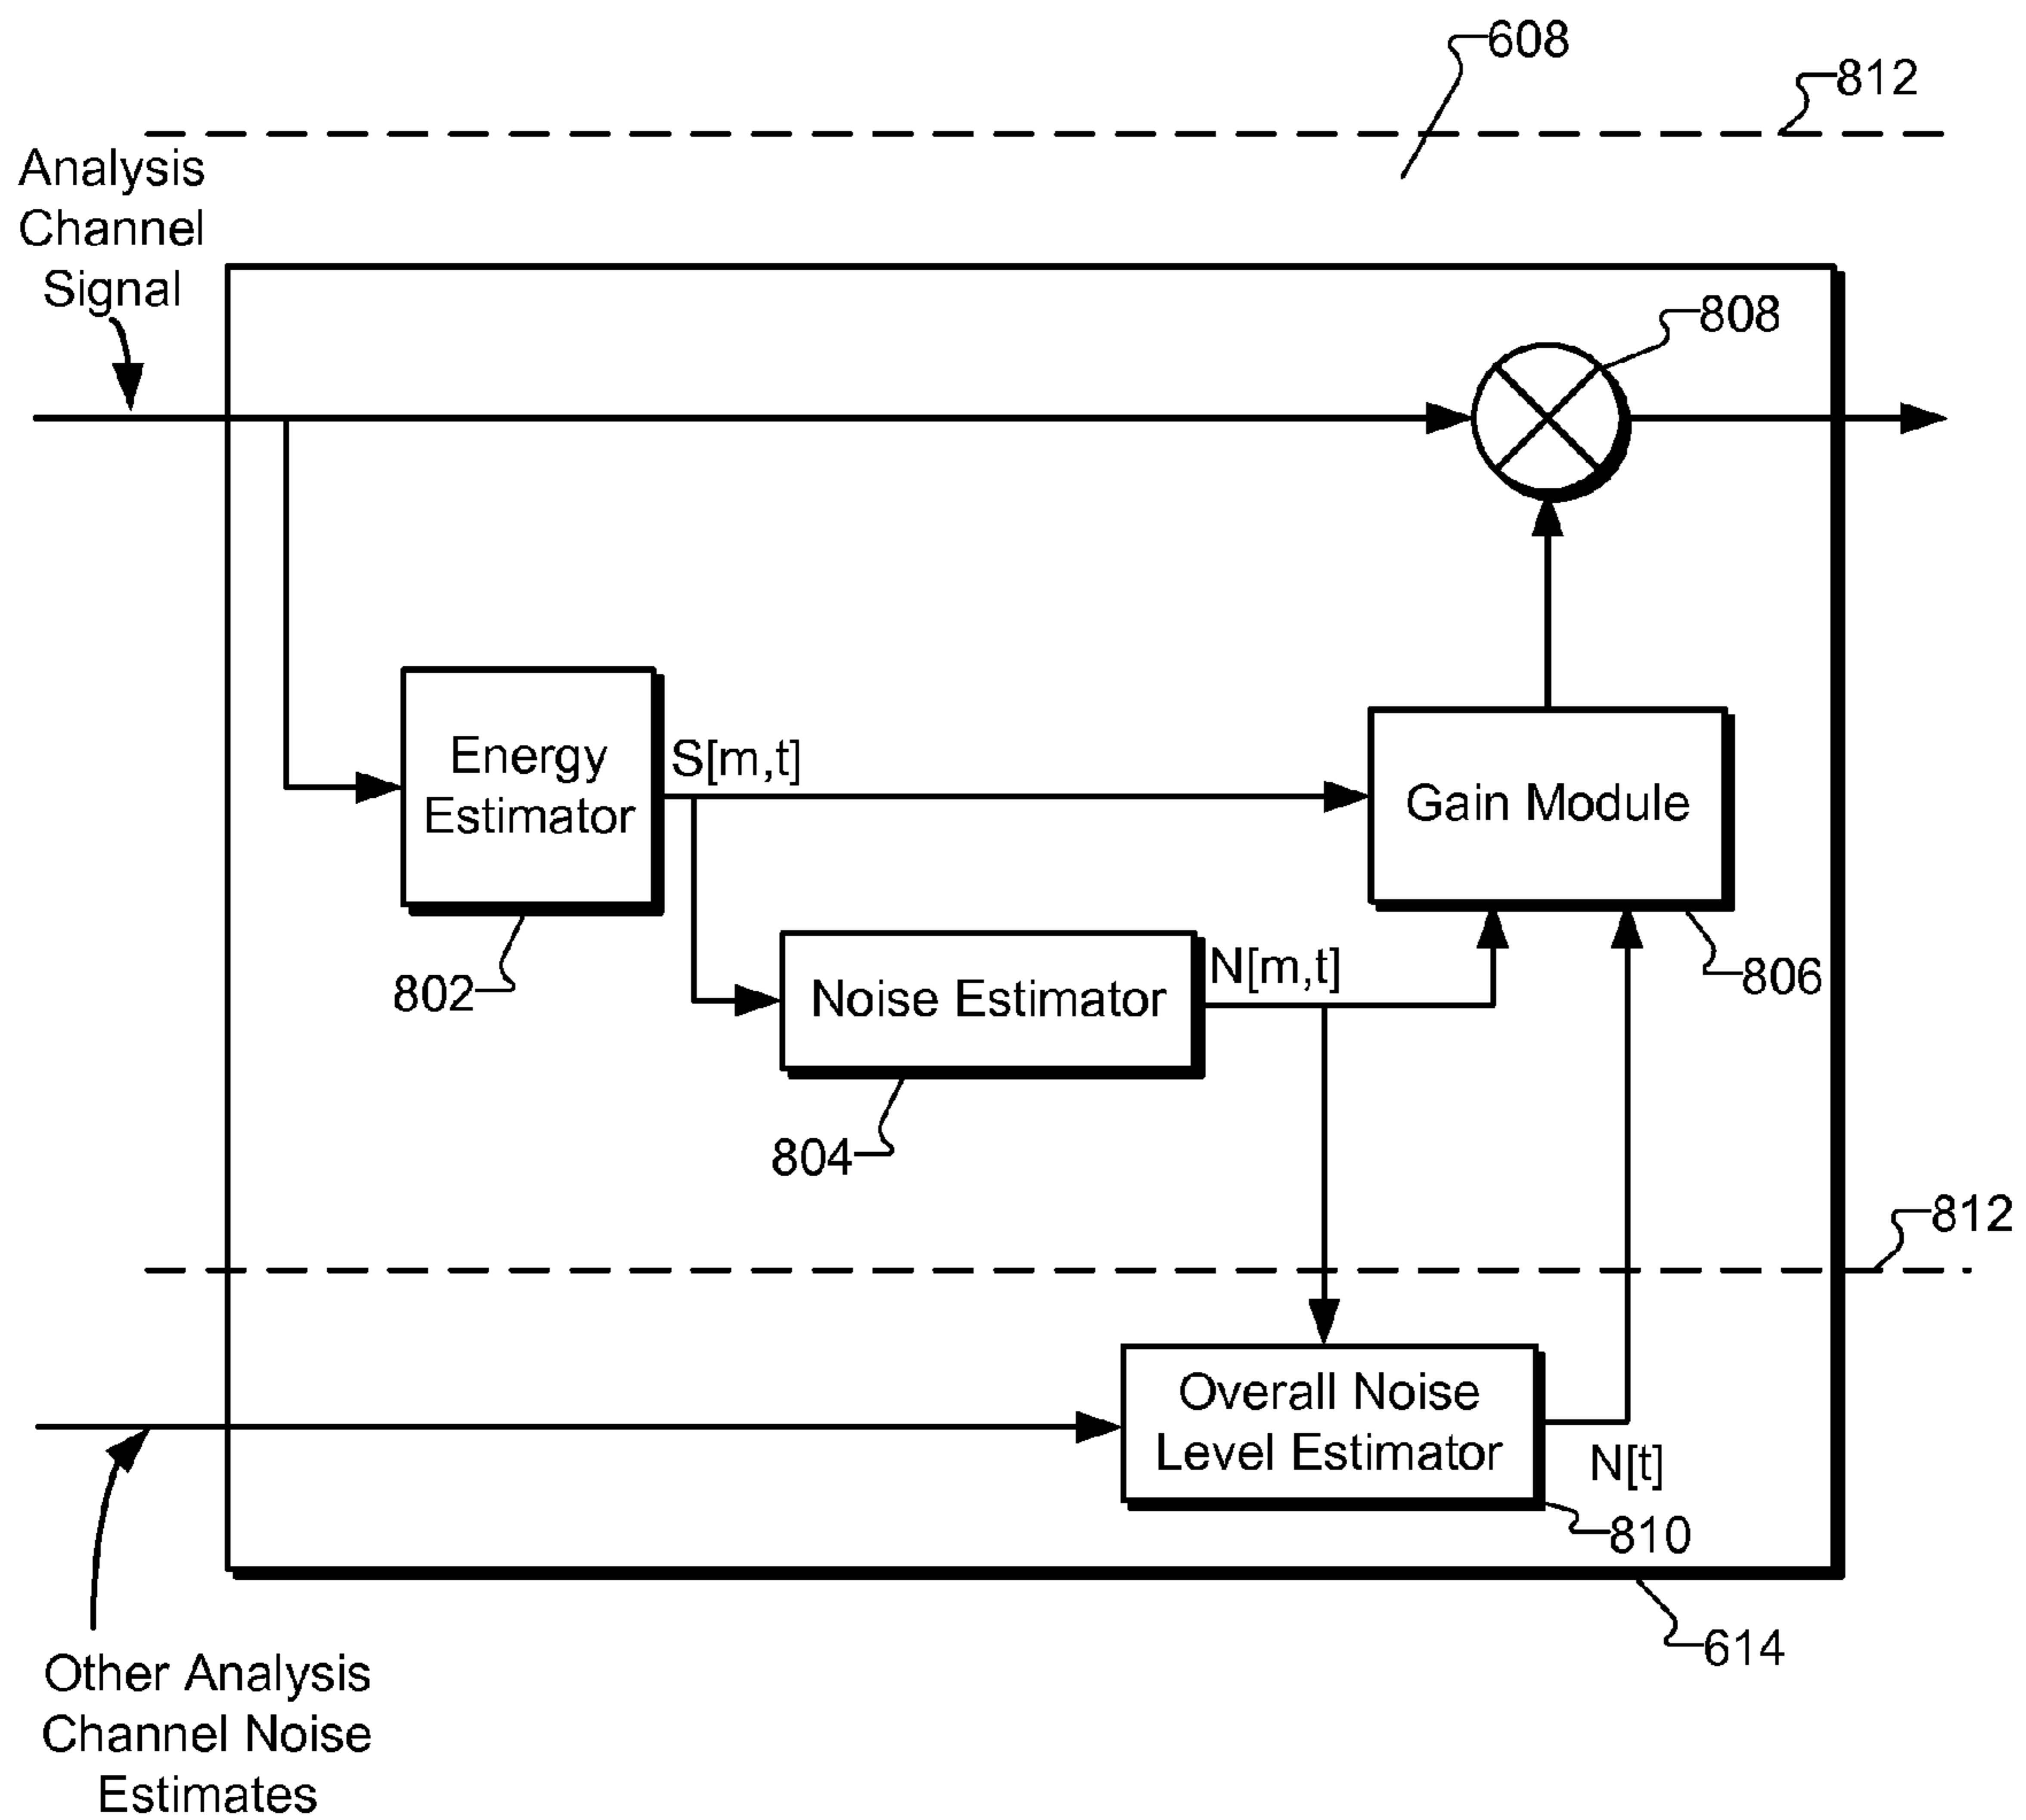 608
812
Analysis
Channel
Signal
808
Energy
Estimator
S[m,t]
Gain Module
802
Noise Estimator
N[m,t]
806
804
812
Overall Noise
Level Estimator
N[t]
810
614
Other Analysis
Channel Noise
Estimates